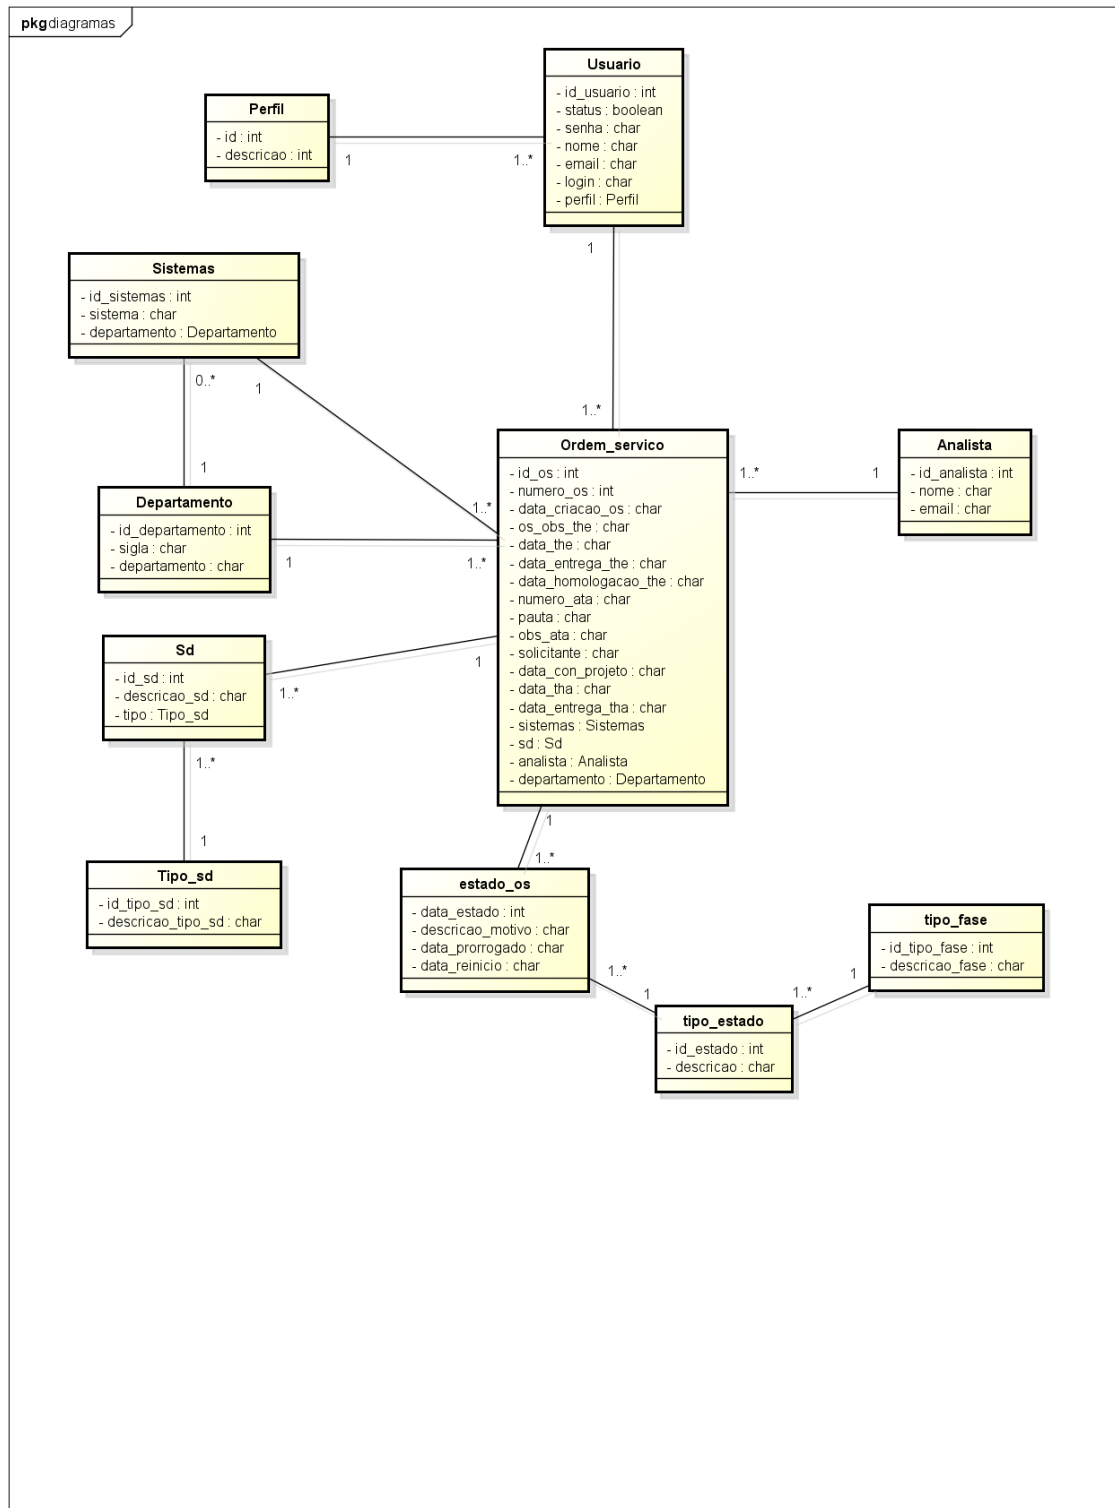 pkg diagramas
Usuario
- id_usuario : int
- status : boolean
- senha : char
- nome : char
- email : char
- login : char
- perfil : Perfil
Perfil
- id : int
- descricao : int
1
1..*
1
1..*
Sistemas
- id_sistemas : int
- sistema : char
- departamento : Departamento
0..*
1
1
1..*
Departamento
- id_departamento : int
- sigla : char
- departamento : char
1
1..*
Ordem_servico
- id_os : int
- numero_os : int
- data_criacao_os : char
- os_obs_the : char
- data_the : char
- data_entrega_the : char
- data_homologacao_the : char
- numero_ata : char
- pauta : char
- obs_ata : char
- solicitante : char
- data_con_projeto : char
- data_tha : char
- data_entrega_tha : char
- sistemas : Sistemas
- sd : Sd
- analista : Analista
- departamento : Departamento
1..*
1
Analista
- id_analista : int
- nome : char
- email : char
Sd
- id_sd : int
- descricao_sd : char
- tipo : Tipo_sd
1..*
1
1..*
1
Tipo_sd
- id_tipo_sd : int
- descricao_tipo_sd : char
1
1..*
estado_os
- data_estado : int
- descricao_motivo : char
- data_prorrogado : char
- data_reinicio : char
1..*
1
tipo_estado
- id_estado : int
- descricao : char
1..*
1
tipo_fase
- id_tipo_fase : int
- descricao_fase : char